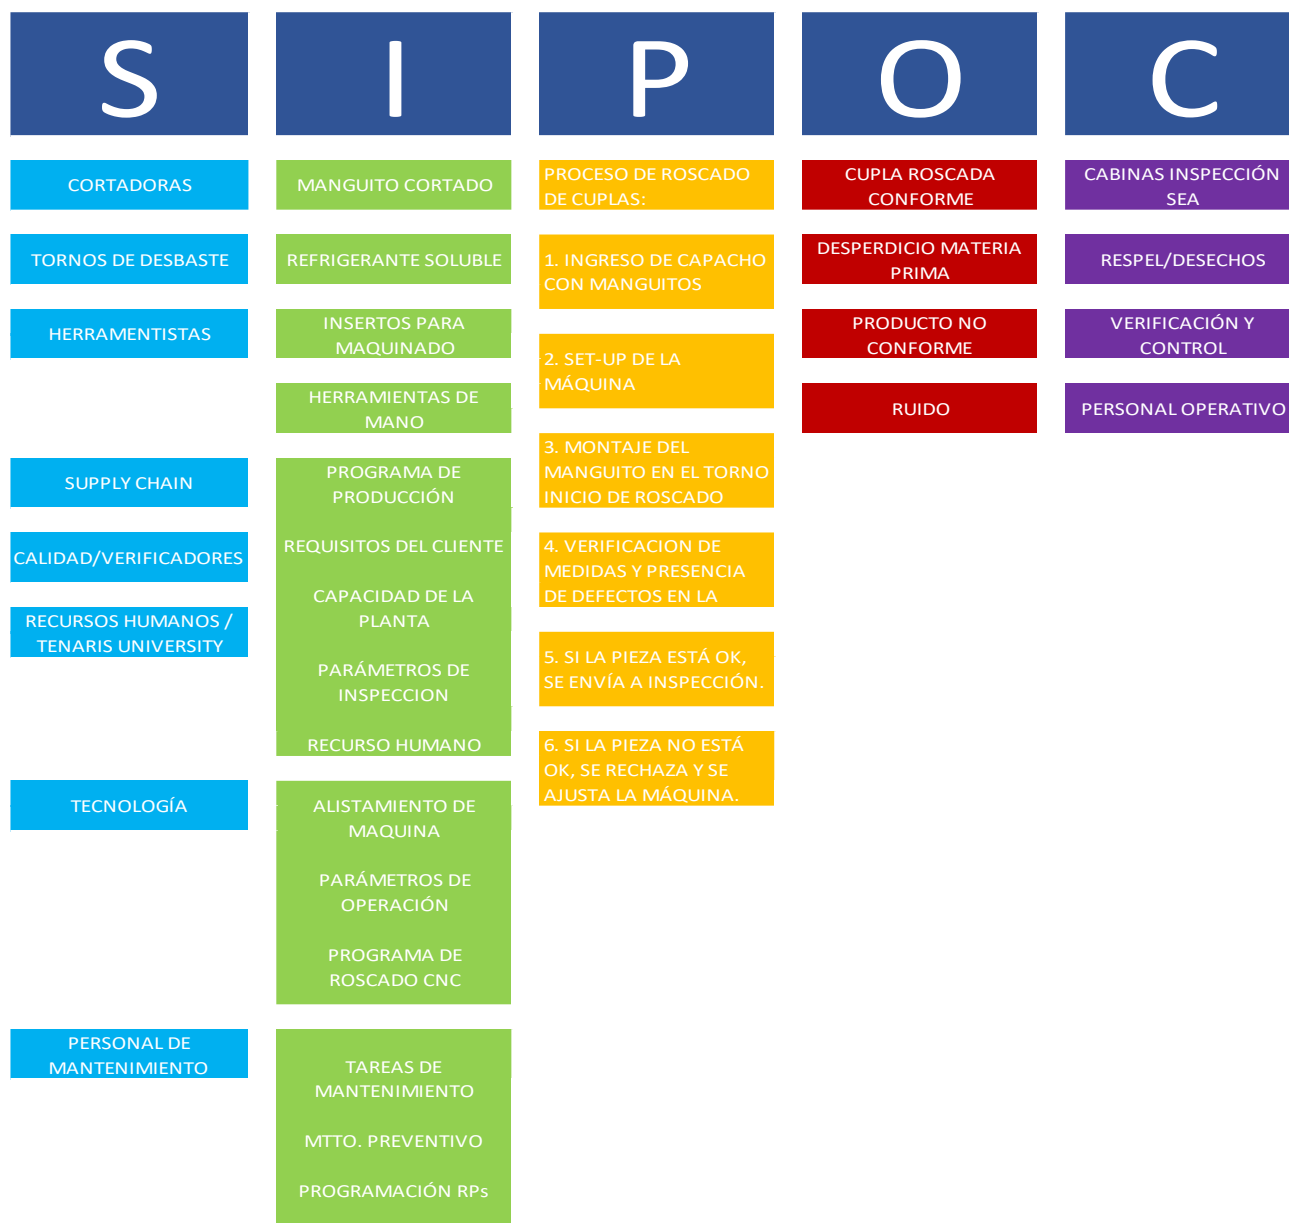 S
I
P
O
C
CORTADORAS
TORNOS DE DESBASTE
HERRAMENTISTAS
SUPPLY CHAIN
CALIDAD/VERIFICADORES
RECURSOS HUMANOS /
TENARIS UNIVERSITY
TECNOLOGÍA
PERSONAL DE
MANTENIMIENTO
MANGUITO CORTADO
REFRIGERANTE SOLUBLE
INSERTOS PARA
MAQUINADO
HERRAMIENTAS DE
MANO
PROGRAMA DE
PRODUCCIÓN
REQUISITOS DEL CLIENTE
CAPACIDAD DE LA
PLANTA
PARÁMETROS DE
INSPECCION
RECURSO HUMANO
ALISTAMIENTO DE
MAQUINA
PARÁMETROS DE
OPERACIÓN
PROGRAMA DE
ROSCADO CNC
TAREAS DE
MANTENIMIENTO
MTTO. PREVENTIVO
PROGRAMACIÓN RPs
PROCESO DE ROSCADO
DE CUPLAS:
1. INGRESO DE CAPACHO
CON MANGUITOS
2. SET-UP DE LA
MÁQUINA
3. MONTAJE DEL
MANGUITO EN EL TORNO
INICIO DE ROSCADO
4. VERIFICACION DE
MEDIDAS Y PRESENCIA
DE DEFECTOS EN LA
5. SI LA PIEZA ESTÁ OK,
SE ENVÍA A INSPECCIÓN.
6. SI LA PIEZA NO ESTÁ
OK, SE RECHAZA Y SE
AJUSTA LA MÁQUINA.
CUPLA ROSCADA
CONFORME
DESPERDICIO MATERIA
PRIMA
PRODUCTO NO
CONFORME
RUIDO
CABINAS INSPECCIÓN
SEA
RESPEL/DESECHOS
VERIFICACIÓN Y
CONTROL
PERSONAL OPERATIVO